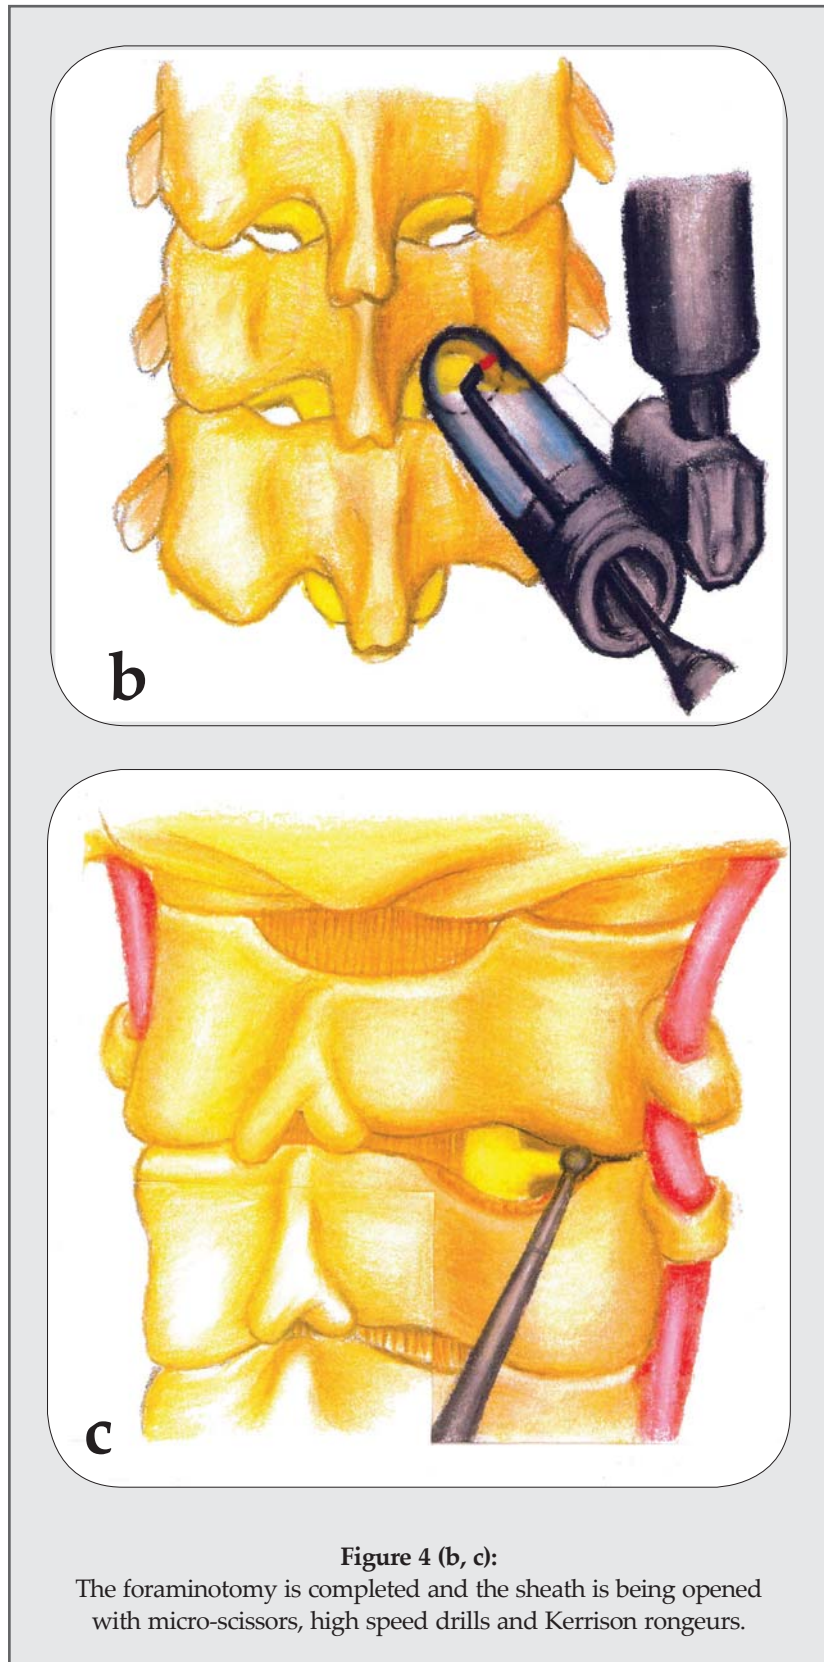 b
c
Figure 4 (b, c):
The foraminotomy is completed and the sheath is being opened
with micro-scissors, high speed drills and Kerrison rongeurs.